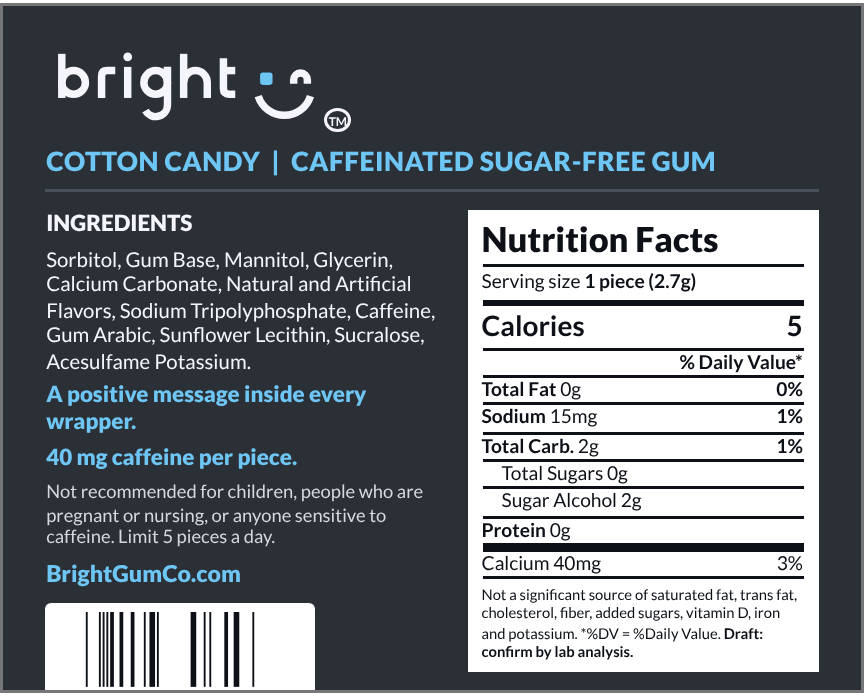 bright
TM
COTTON CANDY | CAFFEINATED SUGAR-FREE GUM
INGREDIENTS
Sorbitol, Gum Base, Mannitol, Glycerin,
Calcium Carbonate, Natural and Artificial
Flavors, Sodium Tripolyphosphate, Caffeine,
Gum Arabic, Sunflower Lecithin, Sucralose,
Acesulfame Potassium.
A positive message inside every
wrapper.
40 mg caffeine per piece.
Not recommended for children, people who are
pregnant or nursing, or anyone sensitive to
caffeine. Limit 5 pieces a day.
BrightGumCo.com
Nutrition Facts
Serving size 1 piece (2.7g)
Calories 5
% Daily Value*
Total Fat 0g 0%
Sodium 15mg 1%
Total Carb. 2g 1%
Total Sugars 0g
Sugar Alcohol 2g
Protein 0g
Calcium 40mg 3%
Not a significant source of saturated fat, trans fat,
cholesterol, fiber, added sugars, vitamin D, iron
and potassium. *%DV = %Daily Value. Draft:
confirm by lab analysis.